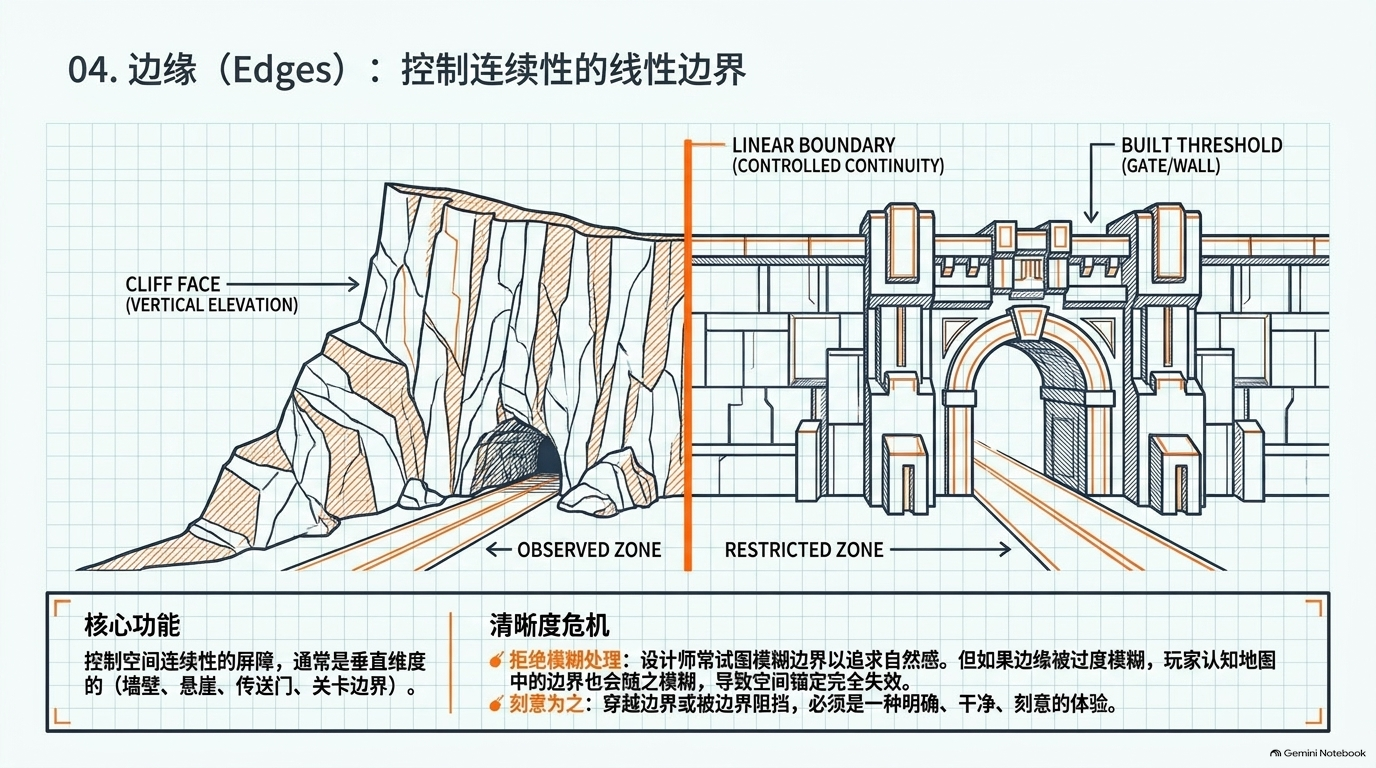 04. 边缘（Edges）：控制连续性的线性边界
LINEAR BOUNDARY
(CONTROLLED CONTINUITY)
BUILT THRESHOLD
(GATE/WALL)
CLIFF FACE
(VERTICAL ELEVATION)
OBSERVED ZONE
RESTRICTED ZONE
核心功能
控制空间连续性的屏障，通常是垂直维度
的（墙壁、悬崖、传送门、关卡边界）。
清晰度危机
拒绝模糊处理：设计师常试图模糊边界以追求自然感。但如果边缘被过度模糊，玩家认知地图
中的边界也会随之模糊，导致空间锚定完全失效。
刻意为之：穿越边界或被边界阻挡，必须是一种明确、干净、刻意的体验。
Gemini Notebook